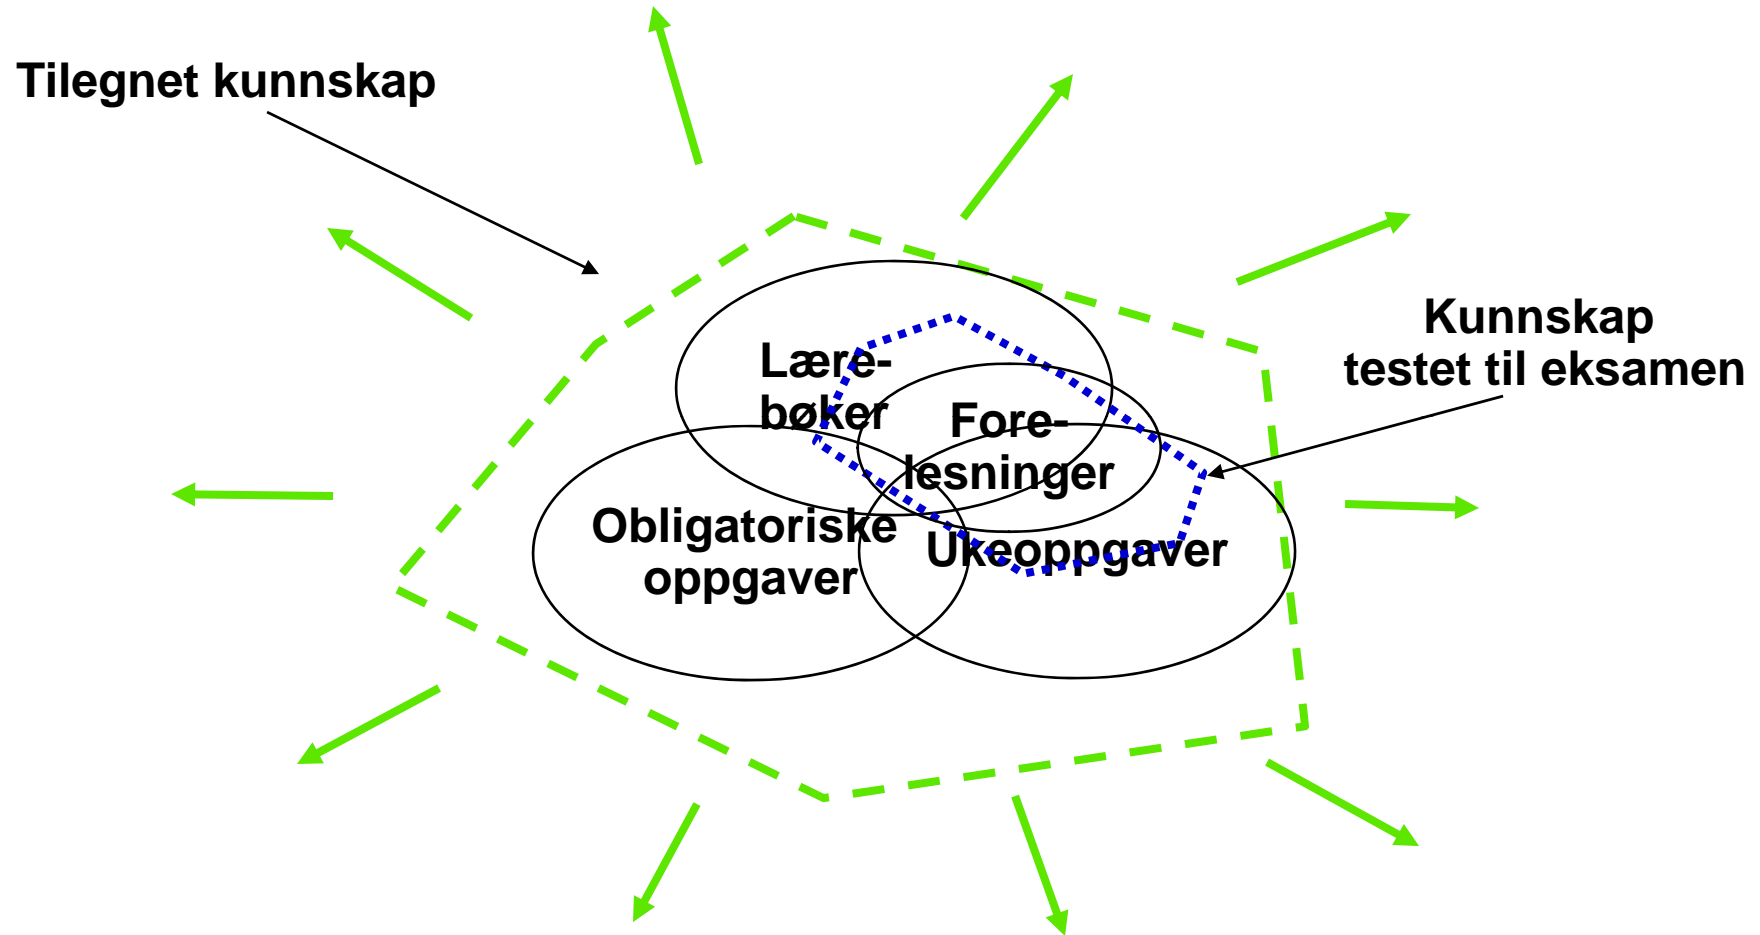 Tilegnet kunnskap
Kunnskap
testet til eksamen
Lære-
bøker
Fore-
lesninger
Obligatoriske
oppgaver
Ukeoppgaver